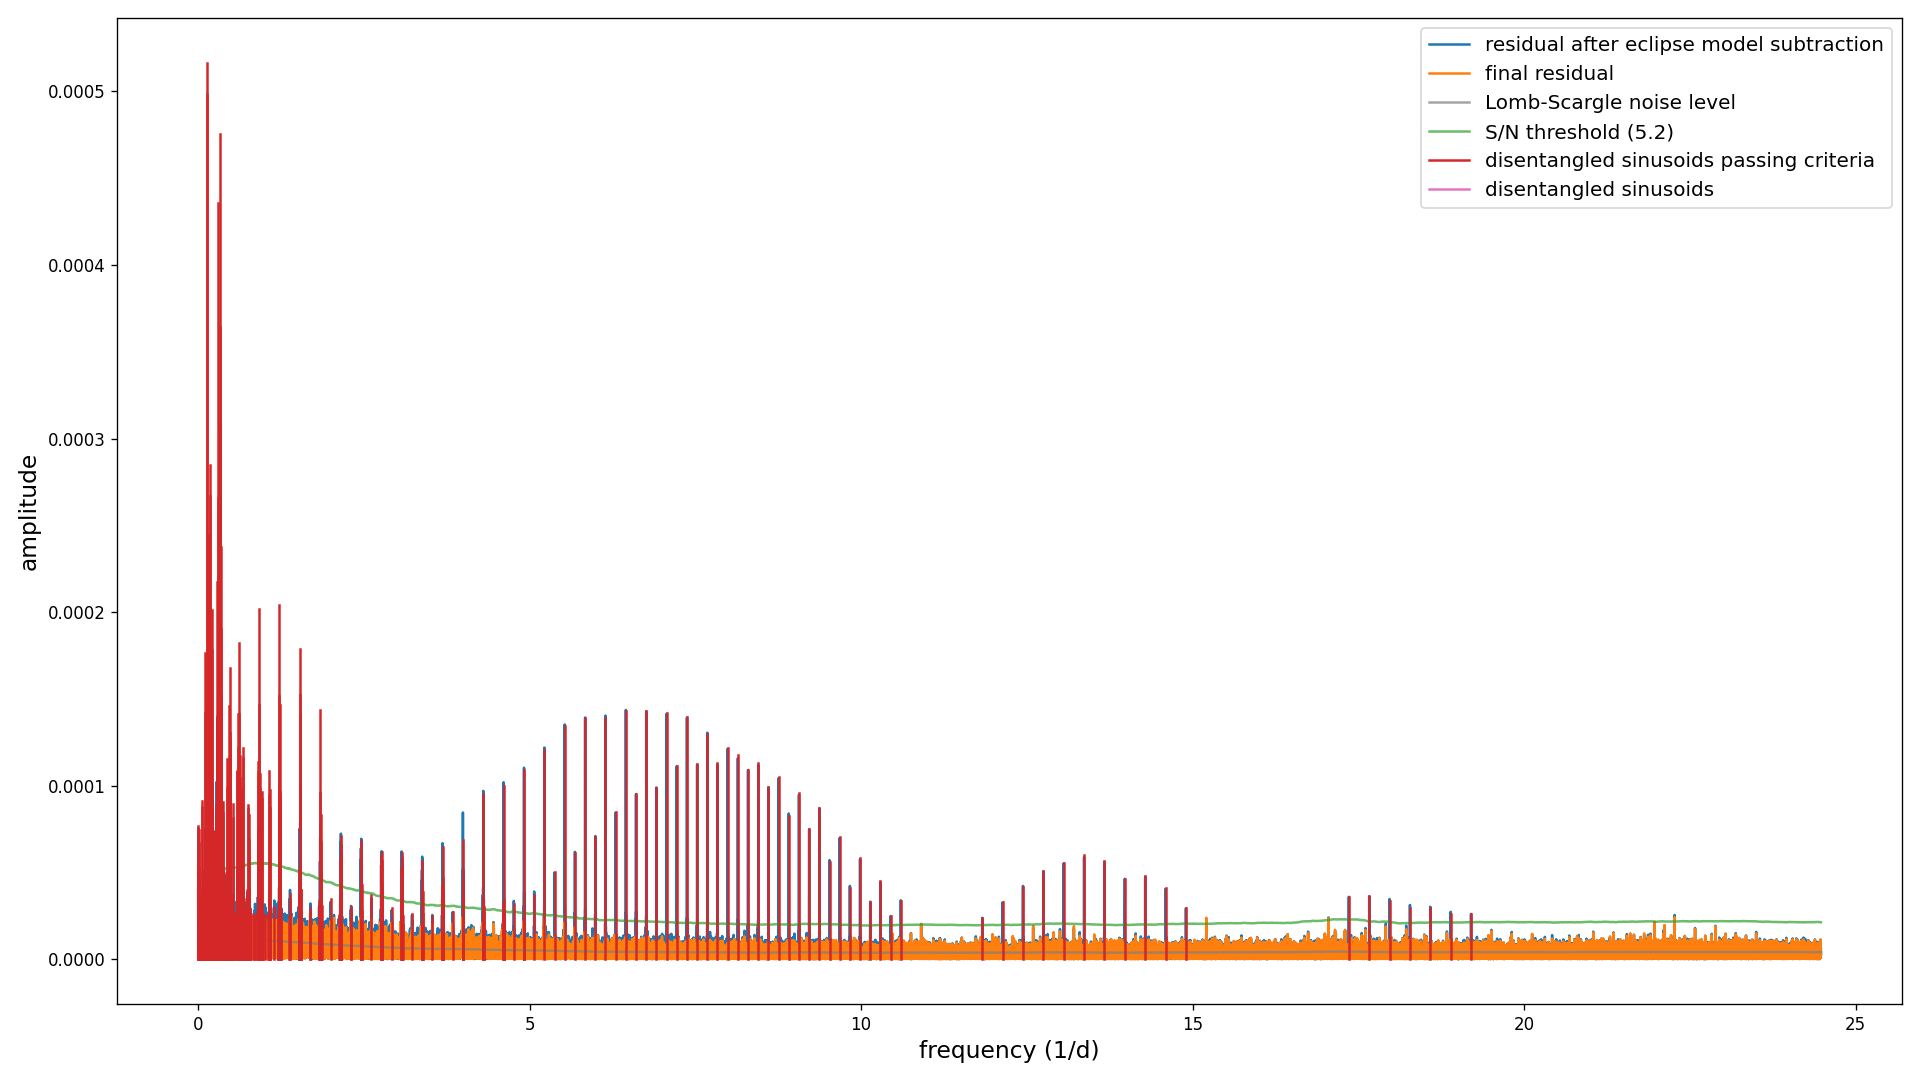 residual after eclipse model subtraction
final residual
Lomb-Scargle noise level
S/N threshold (5.2)
disentangled sinusoids passing criteria
disentangled sinusoids
amplitude
0.0005
0.0004
0.0003
0.0002
0.0001
0.0000
0 5 10 15 20 25
frequency (1/d)